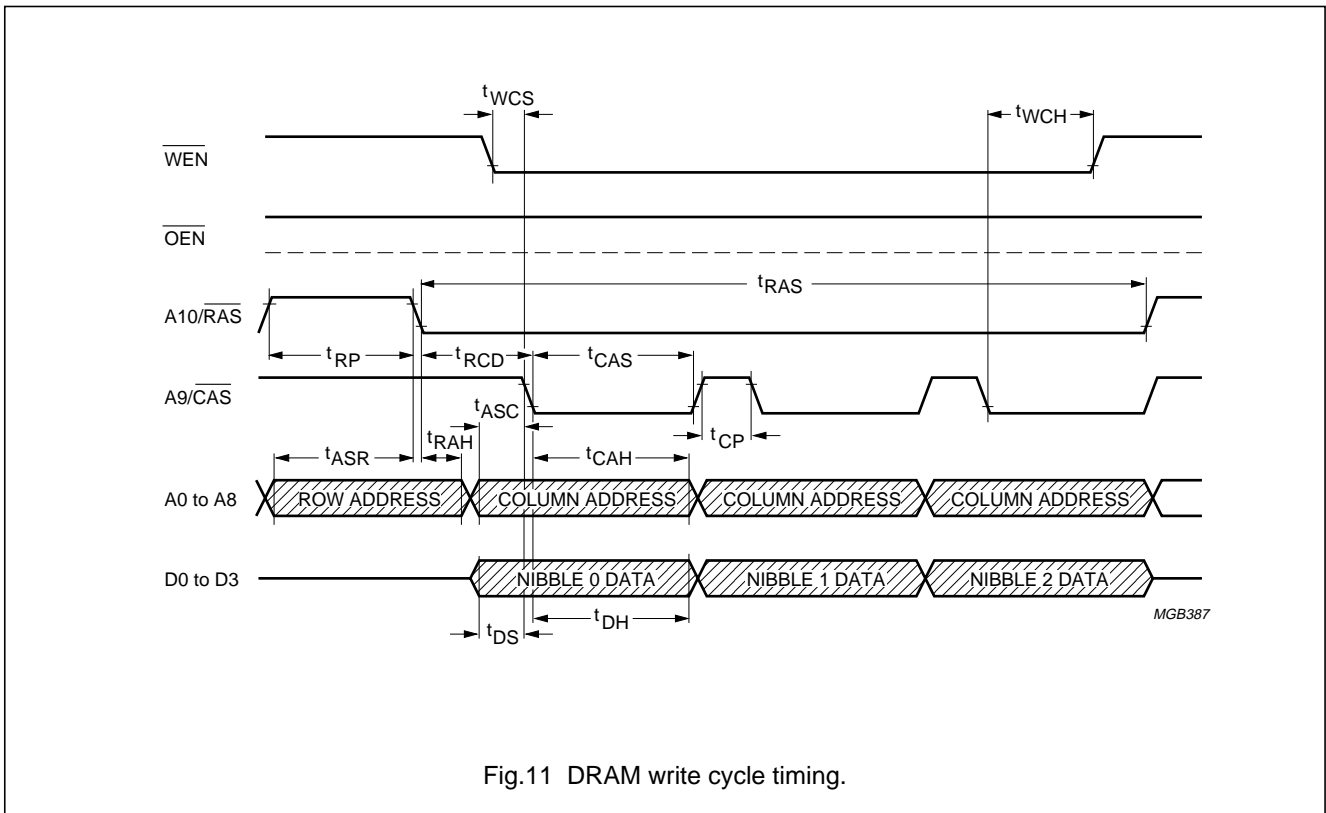 tWCS
tWCH
WEN
OEN
tRAS
A10/RAS
tRP
tRCD
tCAS
A9/CAS
tASC
tRAH
tCP
tASR
tCAH
A0 to A8
ROW ADDRESS
COLUMN ADDRESS
COLUMN ADDRESS
COLUMN ADDRESS
D0 to D3
NIBBLE 0 DATA
NIBBLE 1 DATA
NIBBLE 2 DATA
tDH
MGB387
tDS
Fig.11 DRAM write cycle timing.